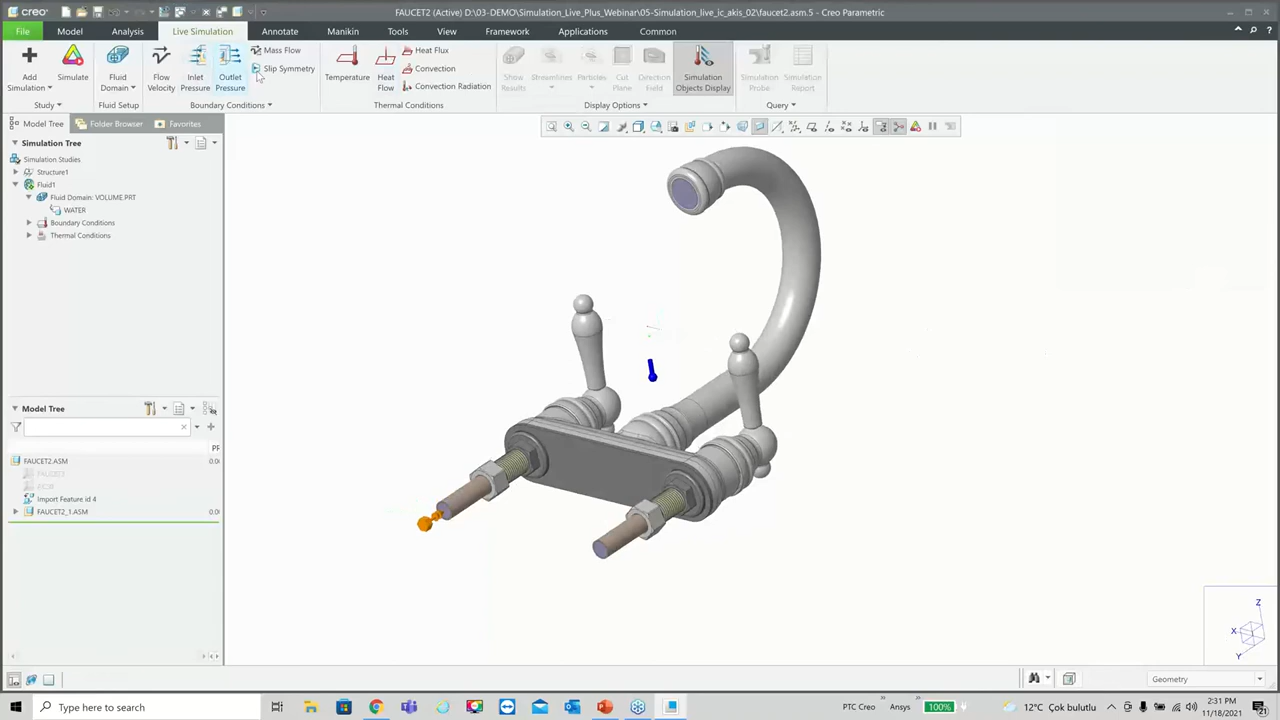 creo
FAUCET2 (Active) D:\03-DEMO\Simulation_Live_Plus_Webinar\05-Simulation_live_ic_akis_02\faucet2.asm.5 - Creo Parametric
File
Model
Analysis
Live Simulation
Annotate
Manikin
Tools
View
Framework
Applications
Common
Add
Simulation
Simulate
Fluid
Domain
Flow
Velocity
Inlet
Pressure
Outlet
Pressure
Mass Flow
Slip Symmetry
Temperature
Heat
Flow
Heat Flux
Convection
Convection Radiation
Show
Results
Streamlines
Particles
Cut
Plane
Direction
Field
Simulation
Objects Display
Simulation
Probe
Simulation
Report
Study
Fluid Setup
Boundary Conditions
Thermal Conditions
Display Options
Query
Model Tree
Folder Browser
Favorites
Simulation Tree
Simulation Studies
Structure1
Fluid1
Fluid Domain: VOLUME.PRT
WATER
Boundary Conditions
Thermal Conditions
Model Tree
FAUCET2.ASM
0.0
Import Feature id 4
FAUCET2_1.ASM
0.0
Z
X
Y
Geometry
Type here to search
PTC Creo
Ansys
100%
12°C Çok bulutlu
2:31 PM
11/18/2021